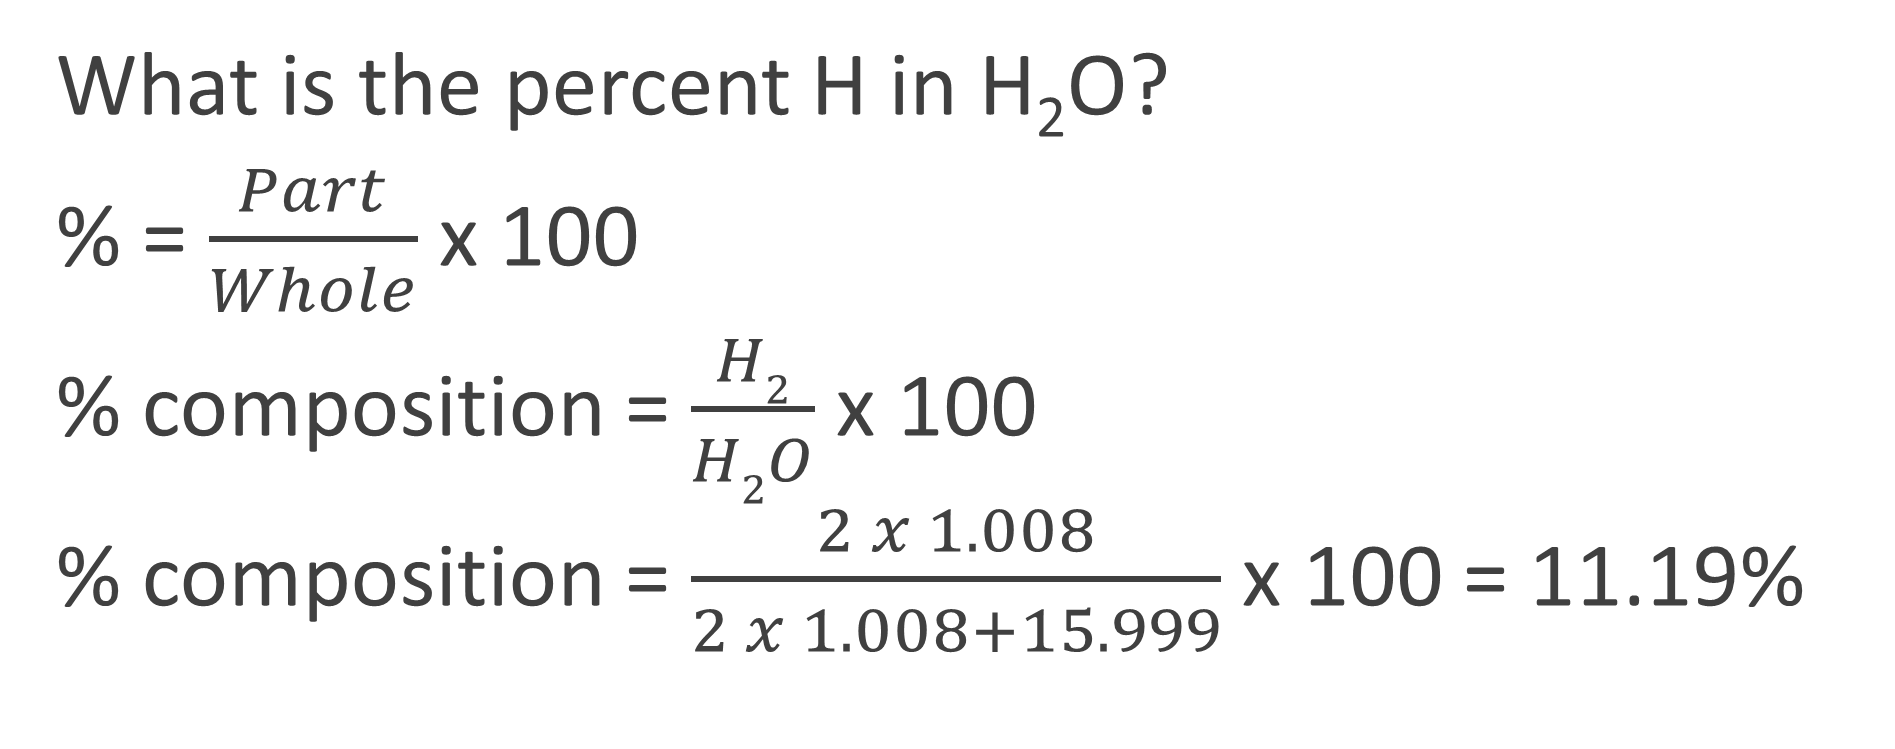 What is the percent H in H₂O?
% = Part/Whole x 100
% composition = H₂/H₂O x 100
% composition = 2 x 1.008/2 x 1.008+15.999 x 100 = 11.19%